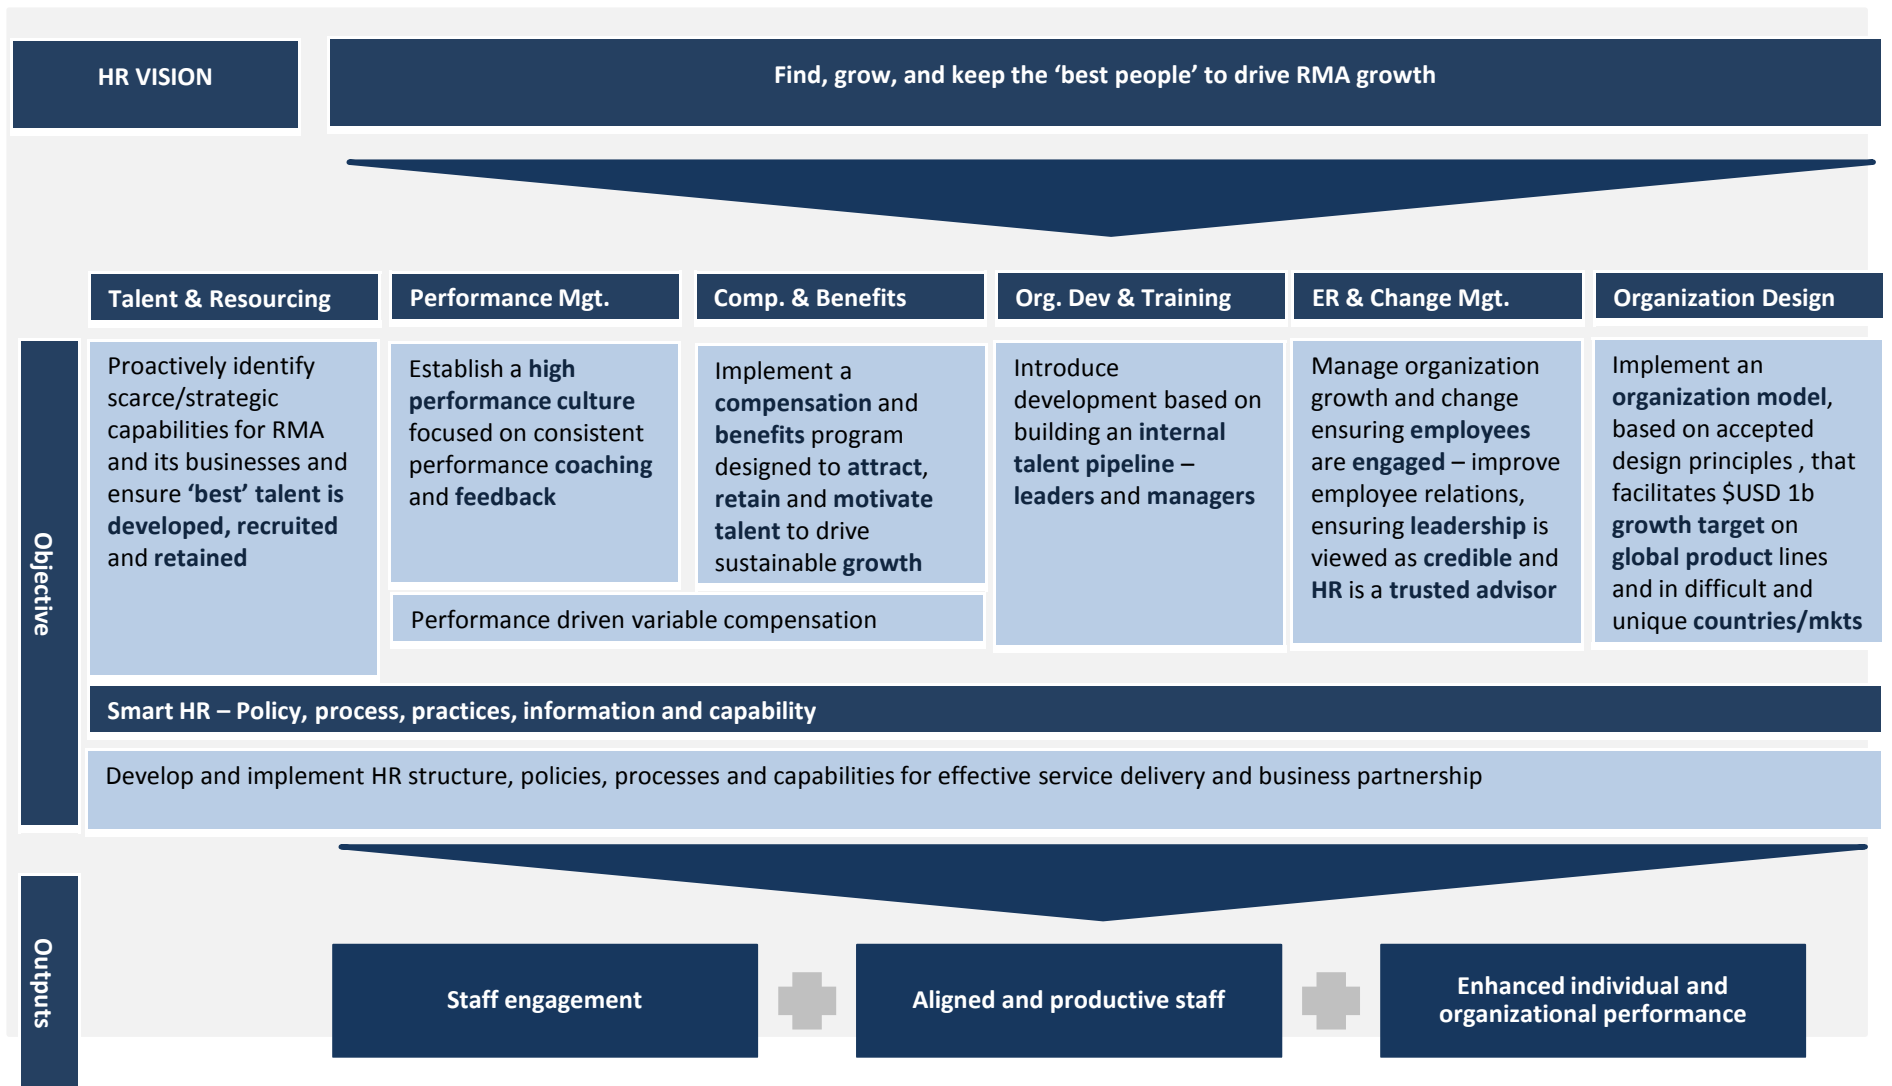 HR VISION
Find, grow, and keep the ‘best people’ to drive RMA growth
Talent & Resourcing
Performance Mgt.
Comp. & Benefits
Org. Dev & Training
ER & Change Mgt.
Organization Design
Objective
Proactively identify
scarce/strategic
capabilities for RMA
and its businesses and
ensure ‘best’ talent is
developed, recruited
and retained
Establish a high
performance culture
focused on consistent
performance coaching
and feedback
Implement a
compensation and
benefits program
designed to attract,
retain and motivate
talent to drive
sustainable growth
Performance driven variable compensation
Introduce
development based on
building an internal
talent pipeline –
leaders and managers
Manage organization
growth and change
ensuring employees
are engaged – improve
employee relations,
ensuring leadership is
viewed as credible and
HR is a trusted advisor
Implement an
organization model,
based on accepted
design principles , that
facilitates $USD 1b
growth target on
global product lines
and in difficult and
unique countries/mkts
Smart HR – Policy, process, practices, information and capability
Develop and implement HR structure, policies, processes and capabilities for effective service delivery and business partnership
Outputs
Staff engagement
Aligned and productive staff
Enhanced individual and
organizational performance